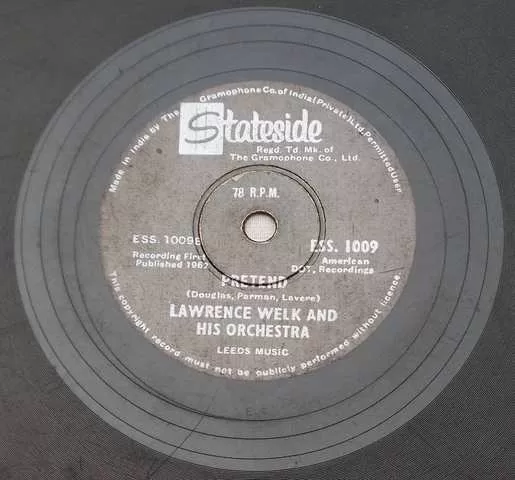 Made in India by The Gramophone Co. of India (Private) Ltd. Permitted User.
Stateside
Regd. Td. Mk. of
The Gramophone Co., Ltd.
78 R.P.M.
ESS. 1009B
Recording First
Published 1962
ESS. 1009
American
DOT, Recordings
PRETEND
(Douglas, Parman, Lavere)
LAWRENCE WELK AND
HIS ORCHESTRA
LEEDS MUSIC
This copyright record must not be publicly performed without licence.